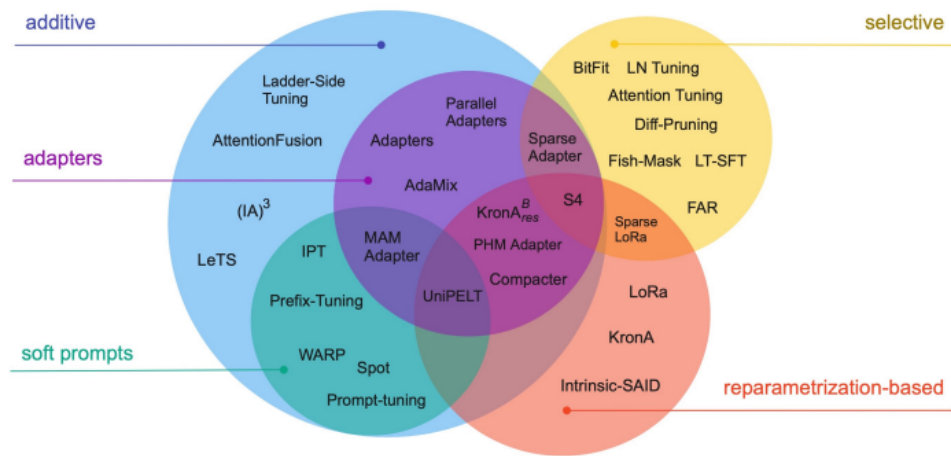 additive
selective
BitFit
LN Tuning
Ladder-Side
Tuning
Attention Tuning
Parallel
Adapters
Diff-Pruning
AttentionFusion
Adapters
Sparse
Adapter
adapters
Fish-Mask
LT-SFT
AdaMix
(IA)³
KronA^B_res
S4
FAR
Sparse
LoRa
LeTS
IPT
MAM
Adapter
PHM Adapter
Compacter
LoRa
Prefix-Tuning
UniPELT
KronA
soft prompts
WARP
Spot
Intrinsic-SAID
reparametrization-based
Prompt-tuning